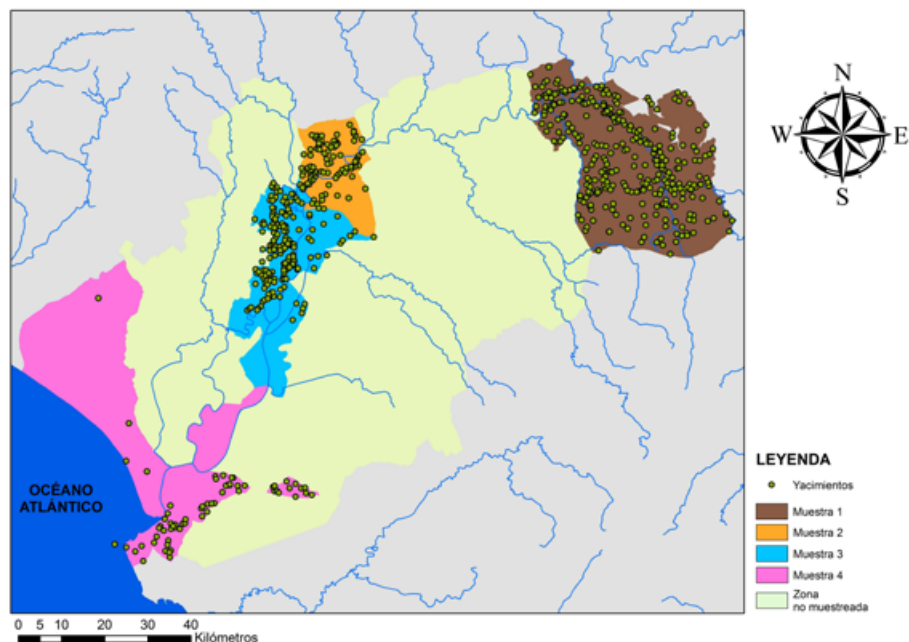 N
W
E
S
OCÉANO
ATLÁNTICO
LEYENDA
Yacimientos
Muestra 1
Muestra 2
Muestra 3
Muestra 4
Zona
no muestreada
0 5 10 20 30 40
Kilómetros